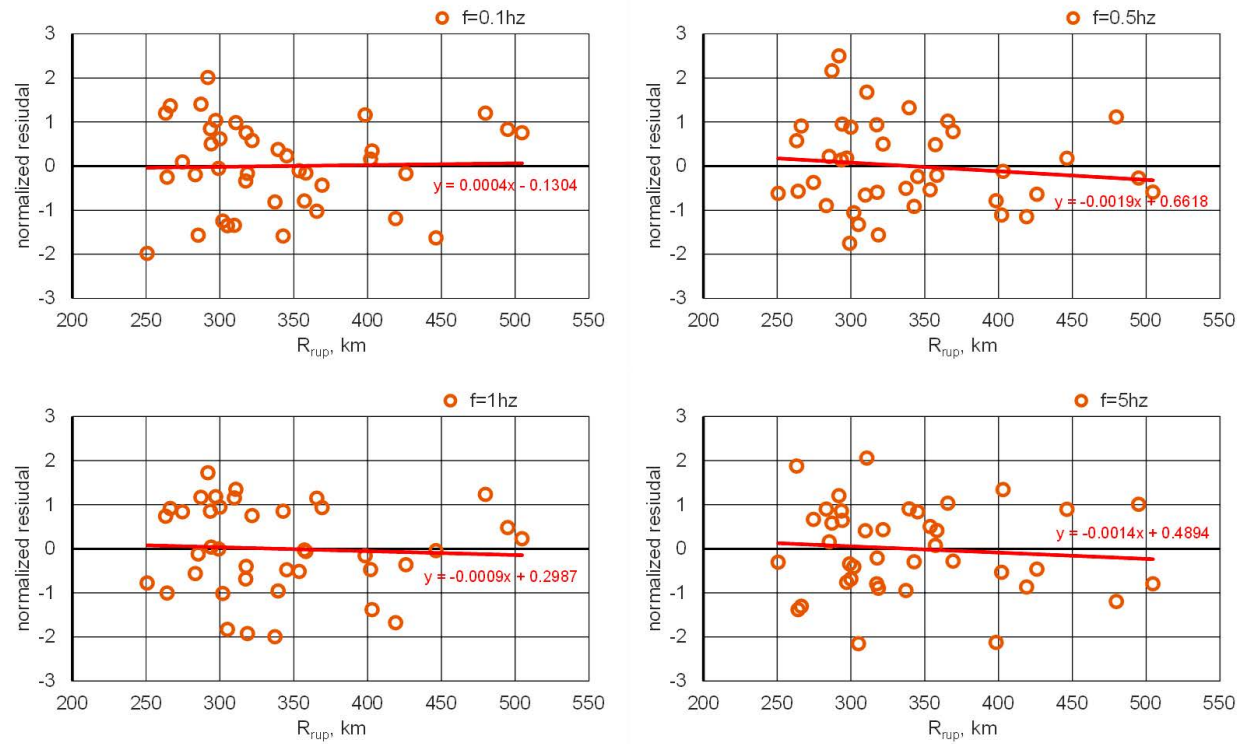 f=0.1hz
3
2
1
0
-1
-2
-3
normalized resiudal
y = 0.0004x - 0.1304
200 250 300 350 400 450 500 550
Rrup, km
f=0.5hz
3
2
1
0
-1
-2
-3
normalized resiudal
y = -0.0019x + 0.6618
200 250 300 350 400 450 500 550
Rrup, km
f=1hz
3
2
1
0
-1
-2
-3
normalized resiudal
y = -0.0009x + 0.2987
200 250 300 350 400 450 500 550
Rrup, km
f=5hz
3
2
1
0
-1
-2
-3
normalized resiudal
y = -0.0014x + 0.4894
200 250 300 350 400 450 500 550
Rrup, km